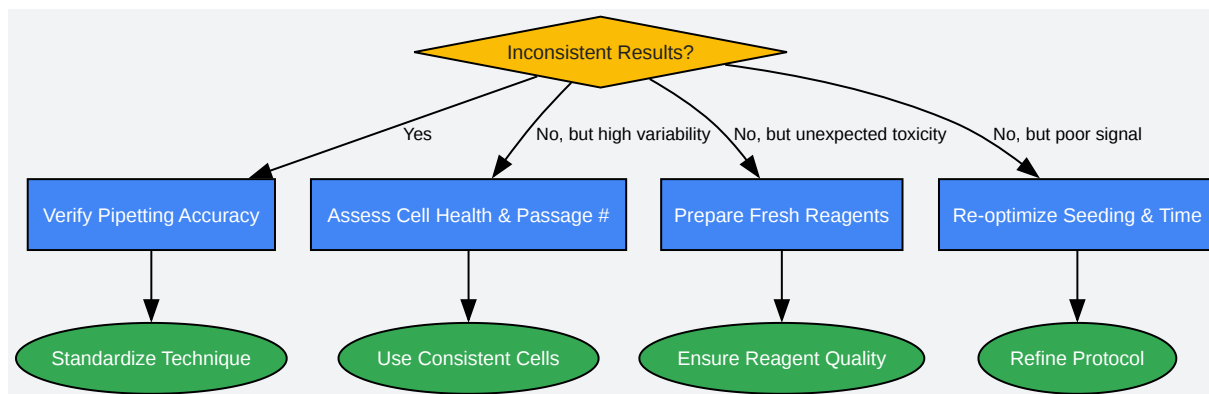 Inconsistent Results?
Yes
No, but high variability
No, but unexpected toxicity
No, but poor signal
Verify Pipetting Accuracy
Assess Cell Health & Passage #
Prepare Fresh Reagents
Re-optimize Seeding & Time
Standardize Technique
Use Consistent Cells
Ensure Reagent Quality
Refine Protocol